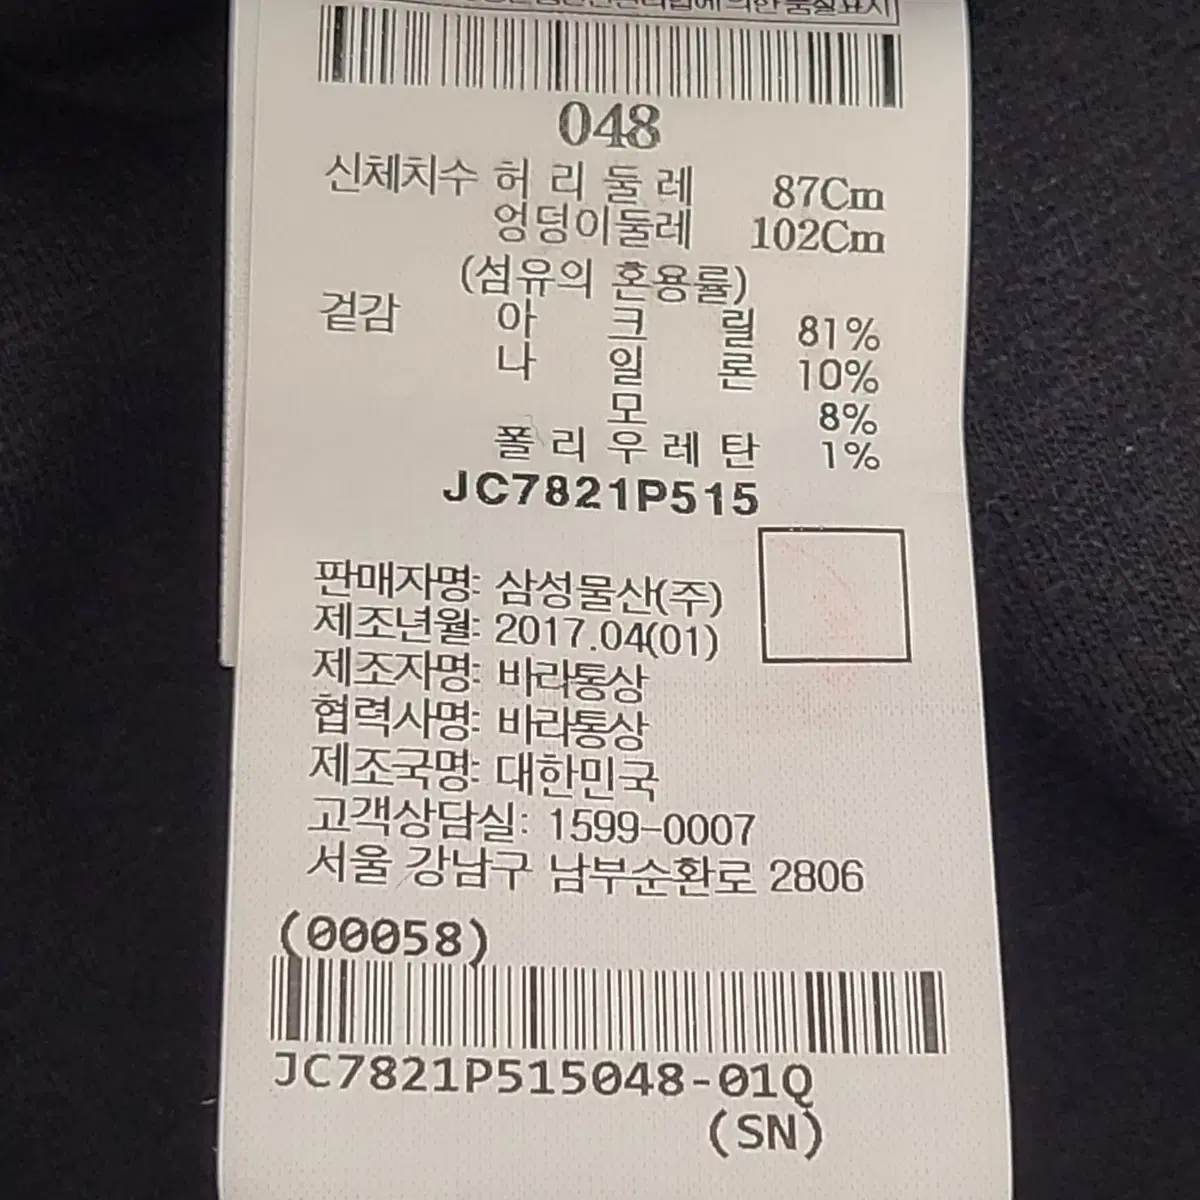 품질표시
048
신체치수 허리둘레 87Cm
엉덩이둘레 102Cm
(섬유의 혼용률)
겉감 아크릴 81%
나일론 10%
모 8%
폴리우레탄 1%
JC7821P515
판매자명: 삼성물산(주)
제조년월: 2017.04(01)
제조자명: 바라통상
협력사명: 바라통상
제조국명: 대한민국
고객상담실: 1599-0007
서울 강남구 남부순환로 2806
(00058)
JC7821P515048-01Q
(SN)